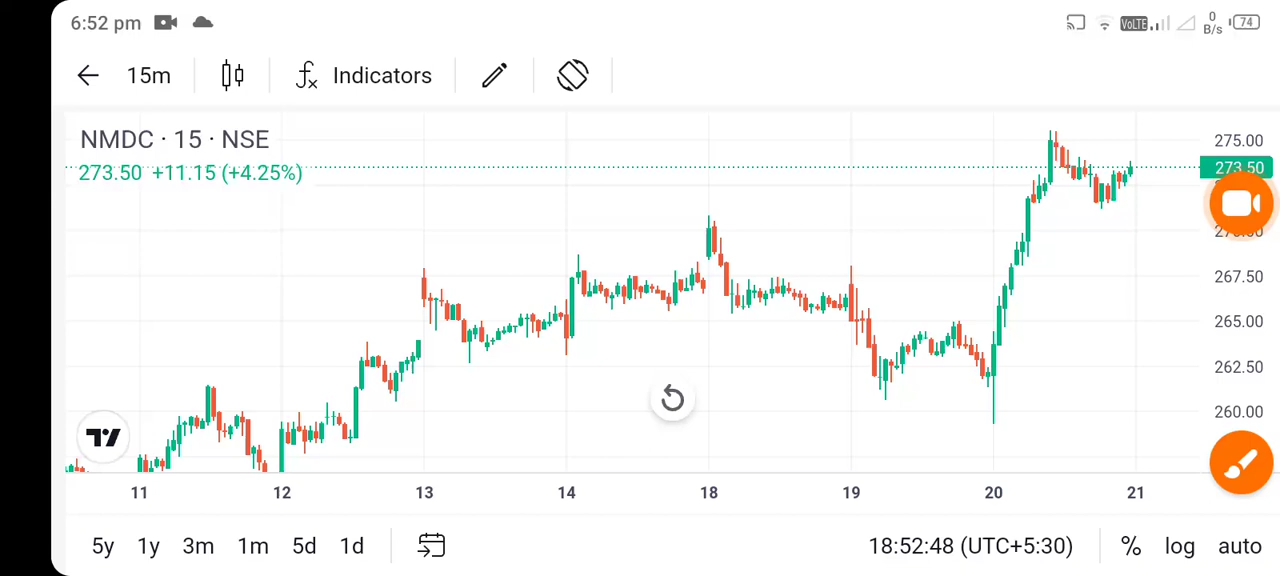 6:52 pm
VoLTE
0
B/s
74
15m
fx Indicators
NMDC · 15 · NSE
273.50 +11.15 (+4.25%)
275.00
273.50
267.50
265.00
262.50
260.00
11 12 13 14 18 19 20 21
5y 1y 3m 1m 5d 1d
18:52:48 (UTC+5:30)
% log auto